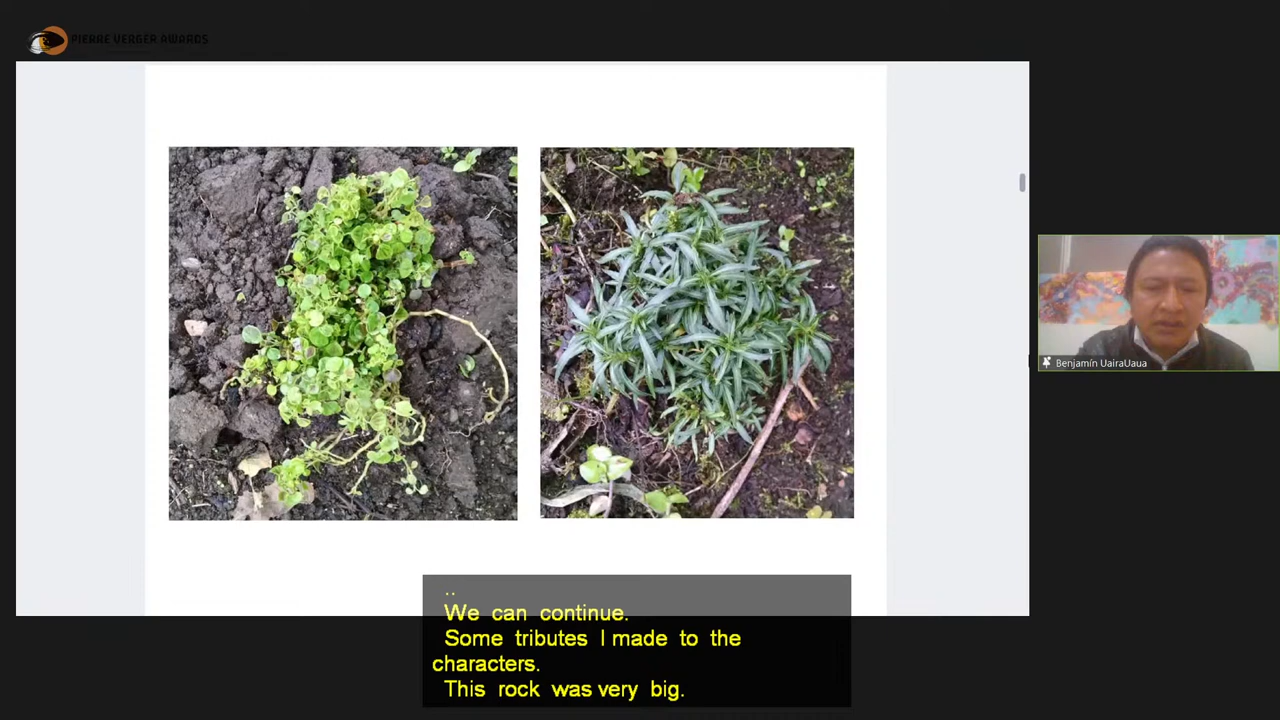 PIERRE VERGER AWARDS
Benjamín UairaUaua
..
We can continue.
Some tributes I made to the
characters.
This rock was very big.